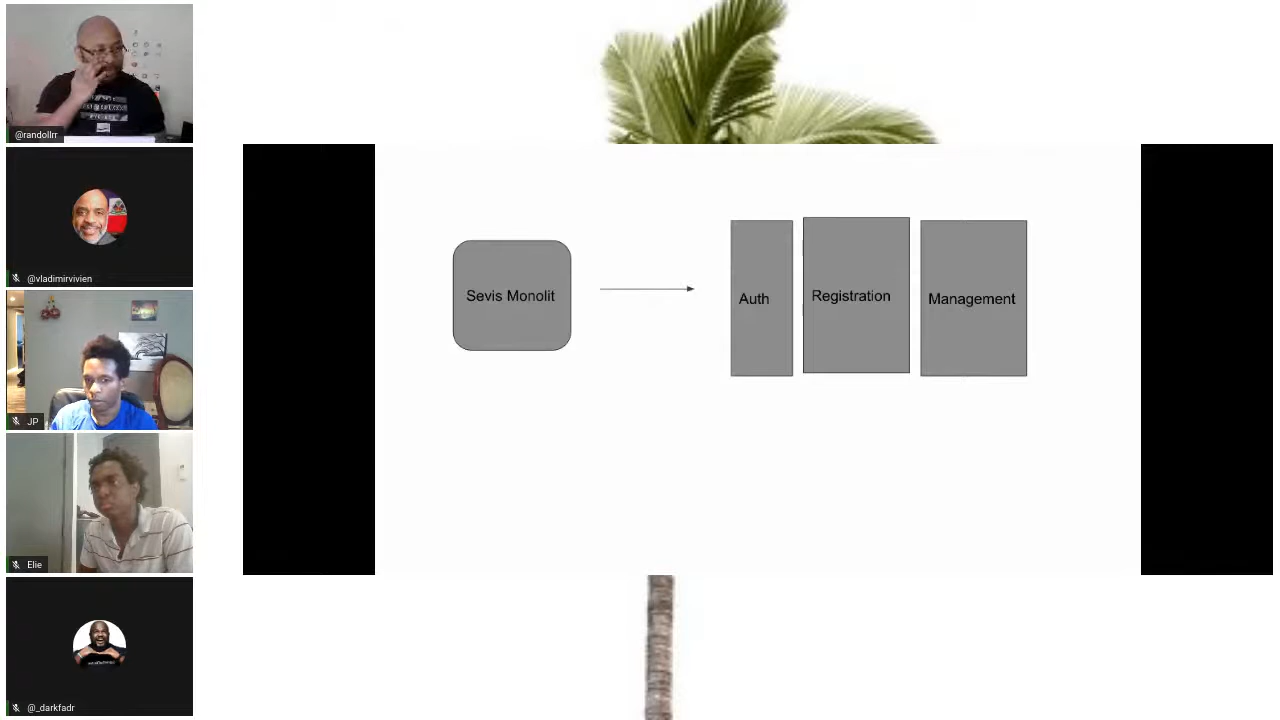 @randollrr
@vladimirvivien
JP
Elie
@_darkfadr
Sevis Monolit
Auth
Registration
Management